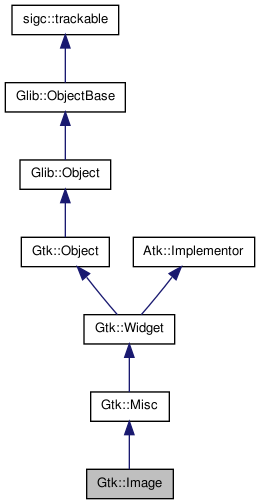 sigc::trackable
Glib::ObjectBase
Glib::Object
Gtk::Object
Atk::Implementor
Gtk::Widget
Gtk::Misc
Gtk::Image